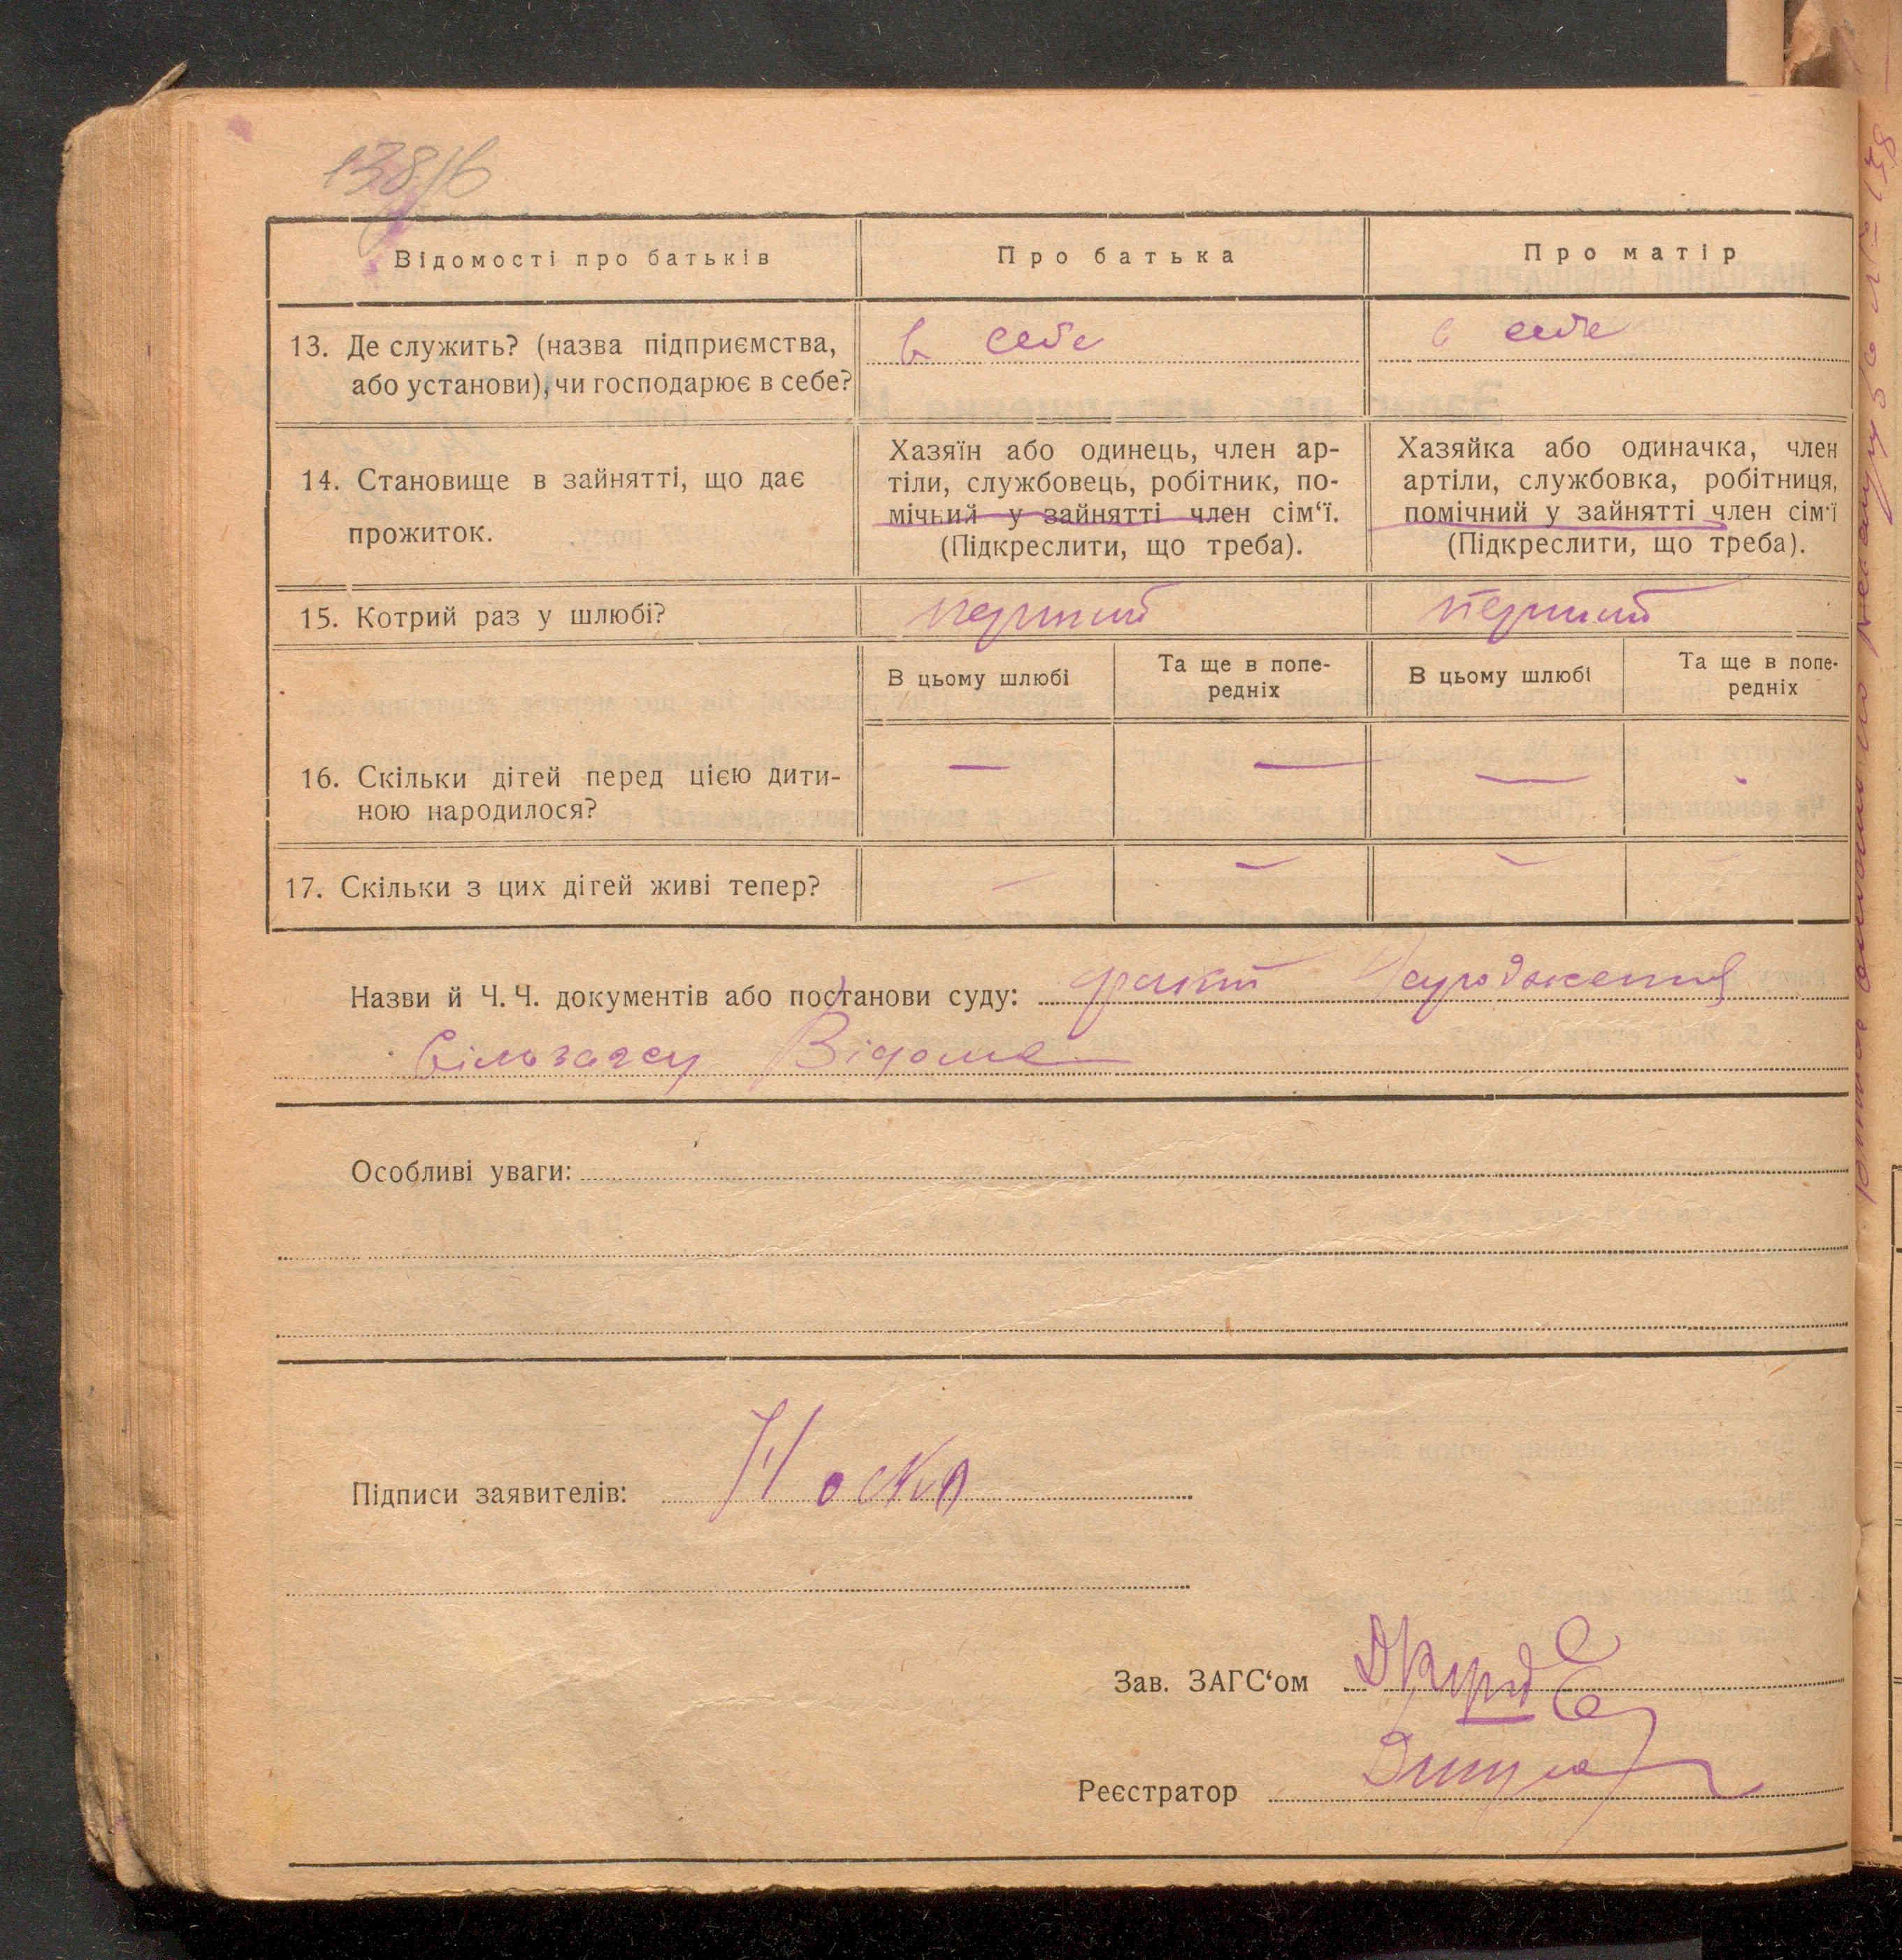 138/б
Відомості про батьків
Про батька
Про матір
13. Де служить? (назва підприємства,
або установи), чи господарює в себе?
в себе
в себе
14. Становище в зайнятті, що дає
прожиток.
Хазяїн або одинець, член ар-
тіли, службовець, робітник, по-
мічний у зайнятті член сім‘ї.
(Підкреслити, що треба).
Хазяйка або одиначка, член
артіли, службовка, робітниця,
помічний у зайнятті член сім‘ї
(Підкреслити, що треба).
15. Котрий раз у шлюбі?
перший
перший
В цьому шлюбі
Та ще в попе-
редніх
В цьому шлюбі
Та ще в попе-
редніх
16. Скільки дітей перед цією дити-
ною народилося?
—
—
—
-
17. Скільки з цих дітей живі тепер?
—
—
—
Назви й Ч. Ч. документів або постанови суду: факт народження
Сільзагсу Відоме
Особливі уваги:
Підписи заявителів: Носко
Зав. ЗАГС‘ом
Реєстратор